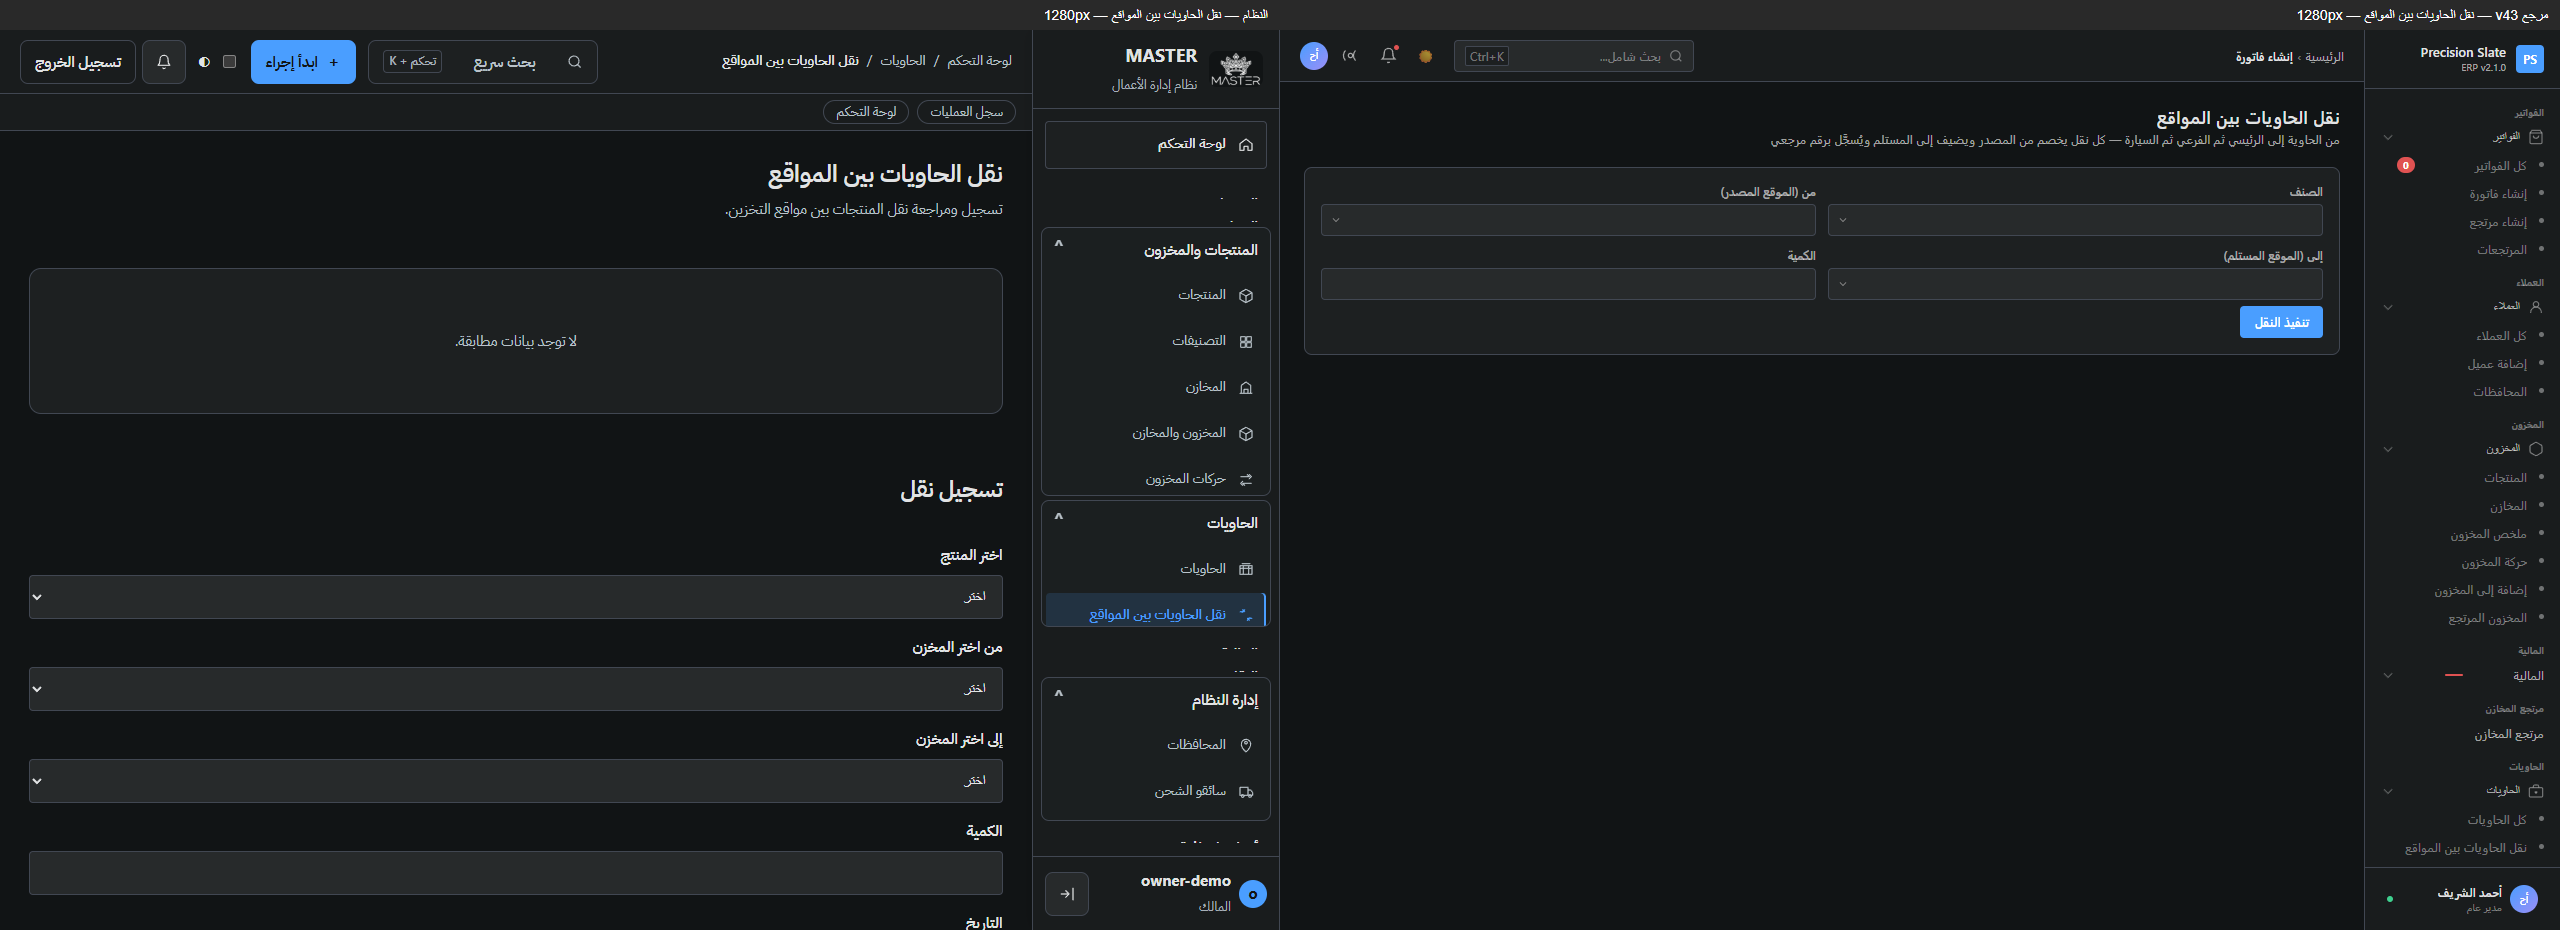 مرجع v43 — نقل الحاويات بين المواقع — 1280px
Precision Slate
ERP v2.1.0
PS
الفواتير
الفواتير
كل الفواتير
0
إنشاء فاتورة
إنشاء مرتجع
المرتجعات
العملاء
العملاء
كل العملاء
إضافة عميل
المحافظات
المخزون
المخزون
المنتجات
المخازن
ملخص المخزون
حركة المخزون
إضافة إلى المخزون
المخزون المرتجع
المالية
المالية
مرتجع المخازن
مرتجع المخازن
الحاويات
الحاويات
كل الحاويات
نقل الحاويات بين المواقع
أحمد الشريف
مدير عام
أح
الرئيسية › إنشاء فاتورة
بحث شامل...
Ctrl+K
أح
نقل الحاويات بين المواقع
من الحاوية إلى الرئيسي ثم الفرعي ثم السيارة — كل نقل يخصم من المصدر ويضيف إلى المستلم ويُسجَّل برقم مرجعي
الصنف
من (الموقع المصدر)
إلى (الموقع المستلم)
الكمية
تنفيذ النقل
النظام — نقل الحاويات بين المواقع — 1280px
MASTER
MASTER
نظام إدارة الأعمال
لوحة التحكم
المنتجات والمخزون
المنتجات
التصنيفات
المخازن
المخزون والمخازن
حركات المخزون
الحاويات
الحاويات
نقل الحاويات بين المواقع
إدارة النظام
المحافظات
سائقو الشحن
owner-demo
المالك
o
لوحة التحكم / الحاويات / نقل الحاويات بين المواقع
بحث سريع
تحكم + K
+ ابدأ إجراء
تسجيل الخروج
سجل العمليات
لوحة التحكم
نقل الحاويات بين المواقع
تسجيل ومراجعة نقل المنتجات بين مواقع التخزين.
لا توجد بيانات مطابقة.
تسجيل نقل
اختر المنتج
اختر
من اختر المخزن
اختر
إلى اختر المخزن
اختر
الكمية
التاريخ